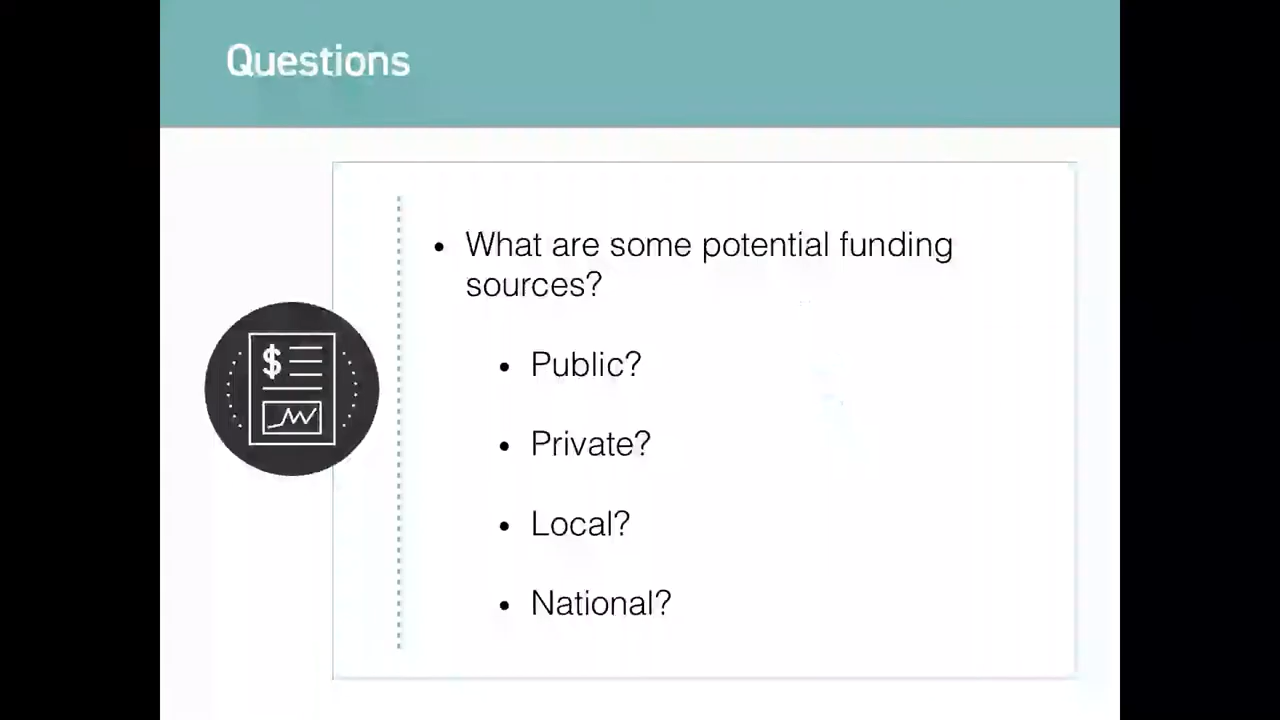 Questions
• What are some potential funding
sources?
• Public?
• Private?
• Local?
• National?
$